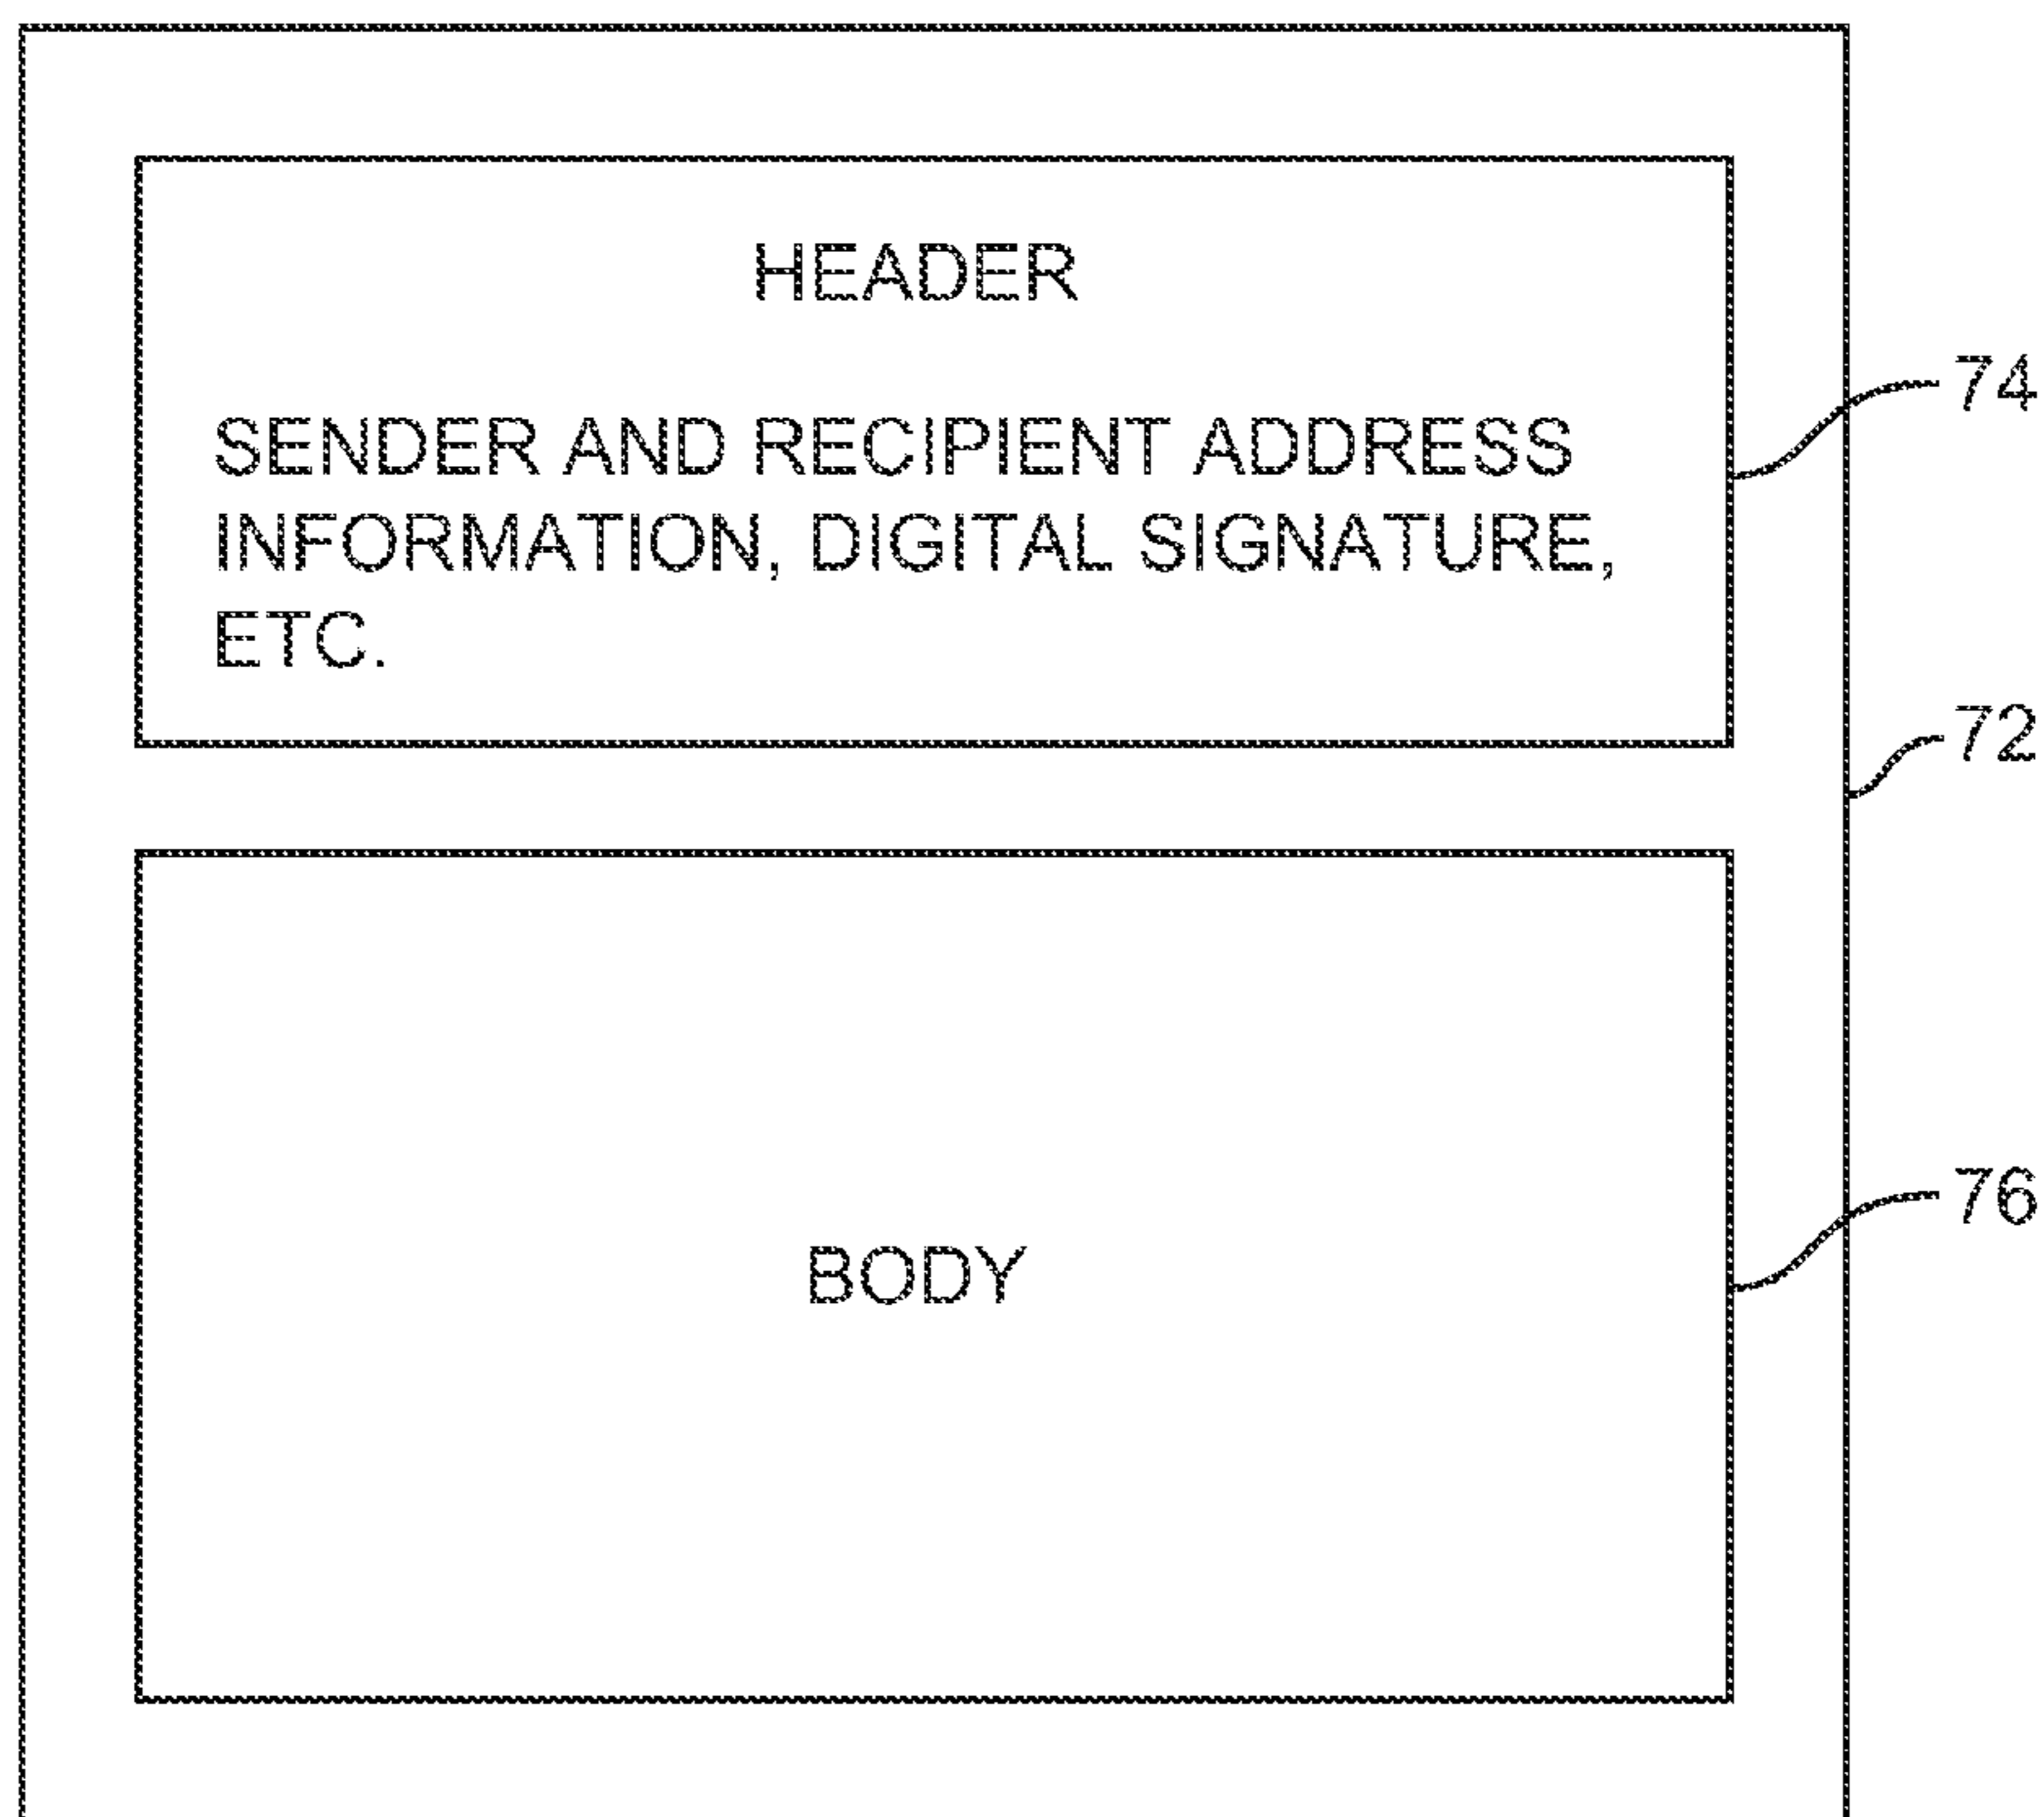 HEADER
74
SENDER AND RECIPIENT ADDRESS
INFORMATION, DIGITAL SIGNATURE,
ETC.
72
76
BODY